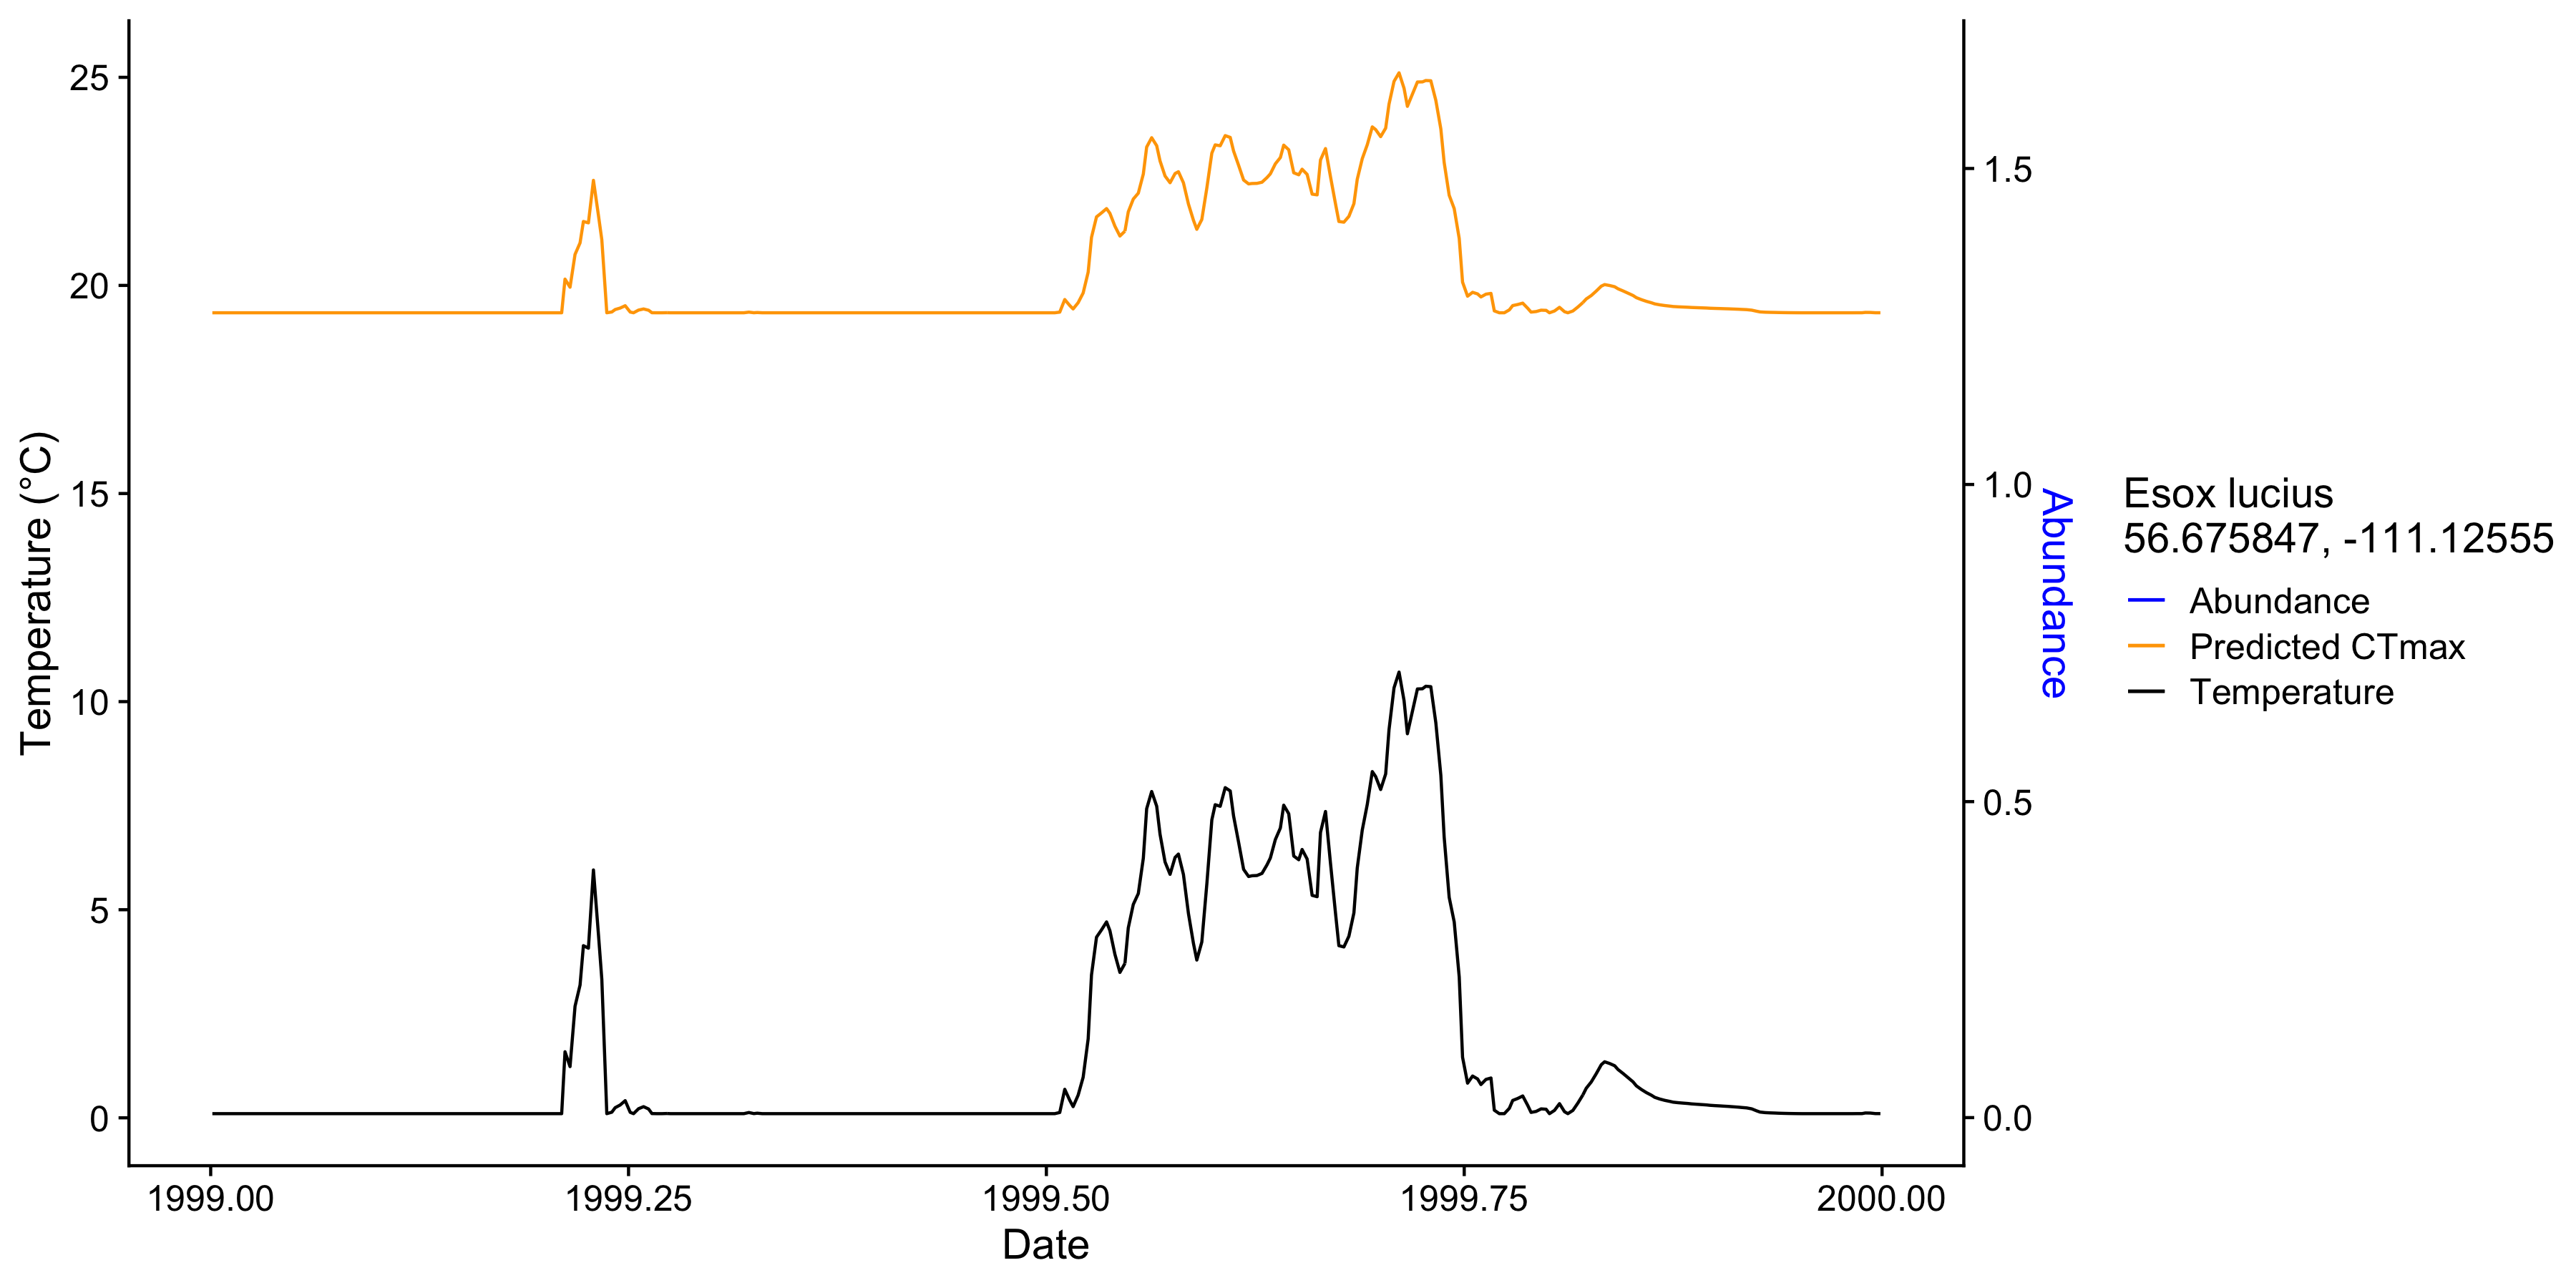 25
20
15
10
5
0
Temperature (°C)
1999.00
1999.25
1999.50
1999.75
2000.00
Date
1.5
1.0
0.5
0.0
Abundance
Esox lucius
56.675847, -111.12555
Abundance
Predicted CTmax
Temperature